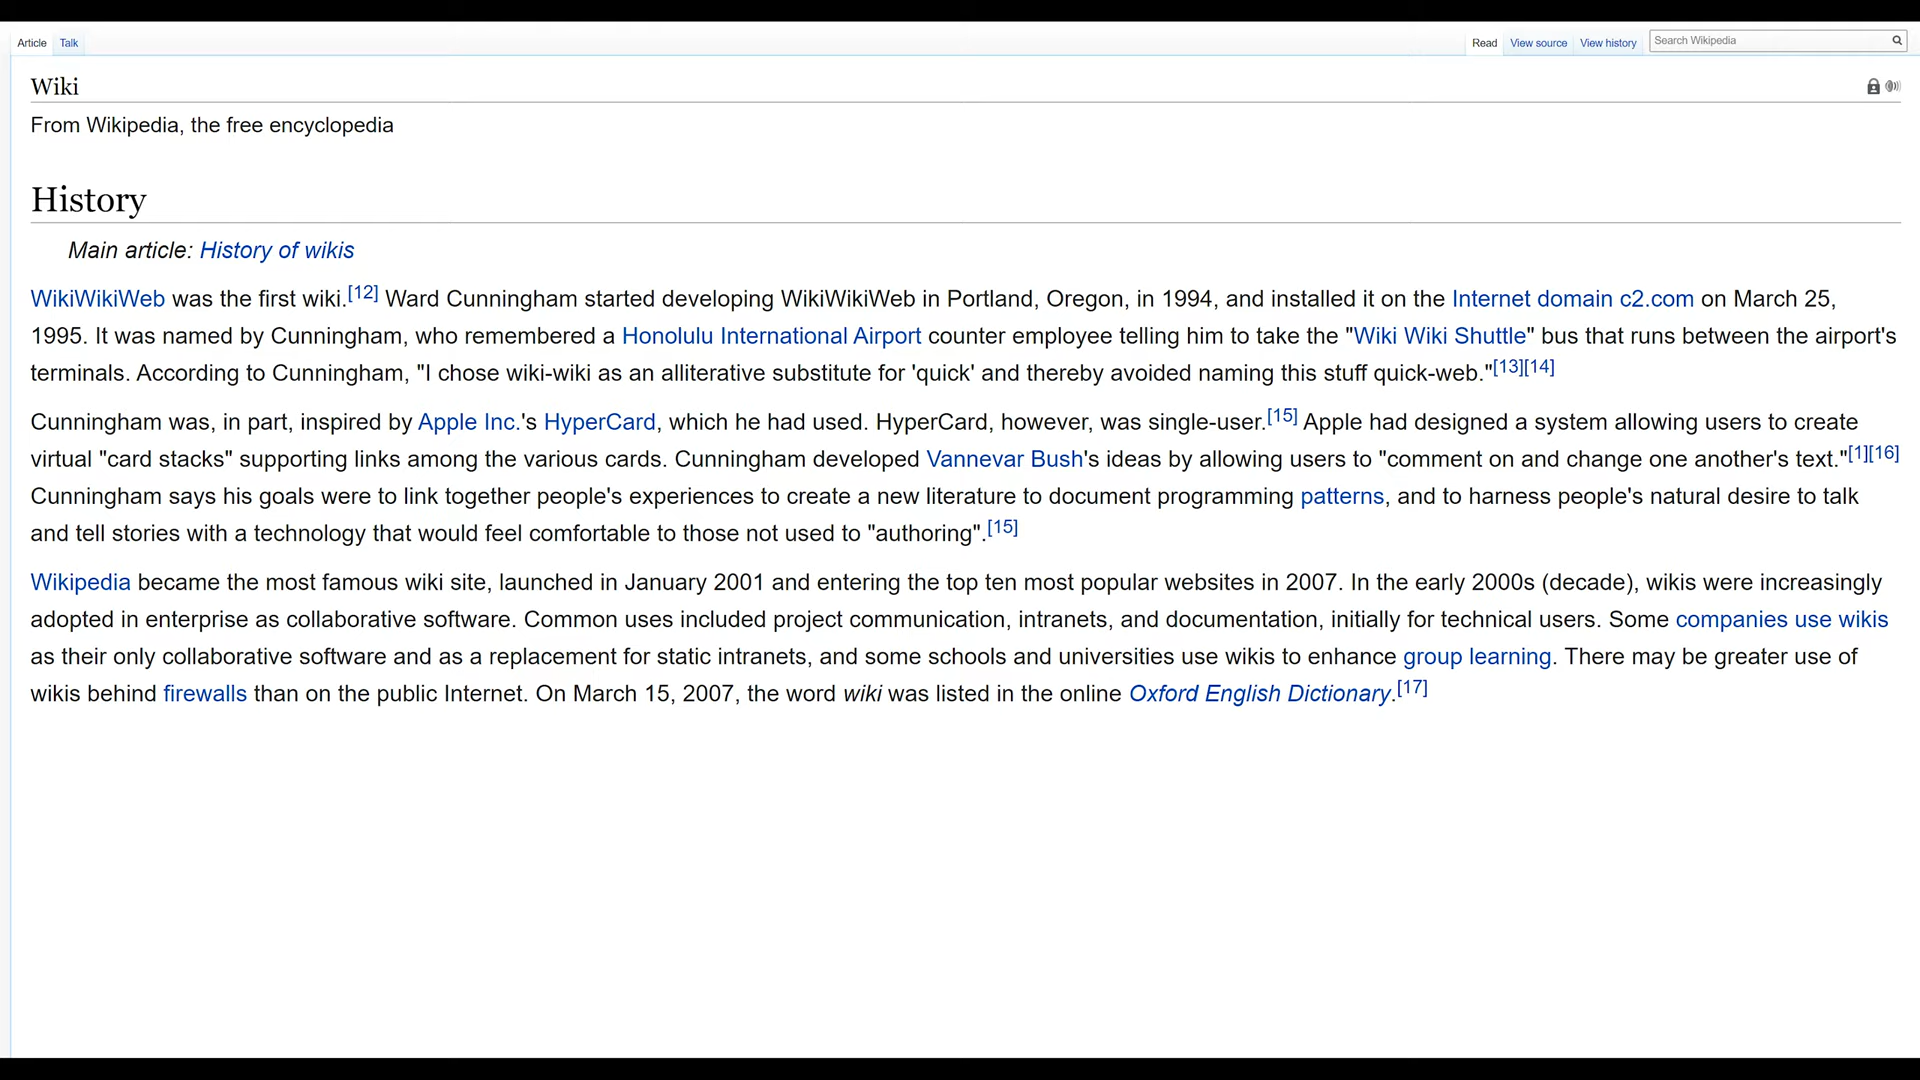 Article Talk Read View source View history Search Wikipedia
Wiki
From Wikipedia, the free encyclopedia
History
Main article: History of wikis
WikiWikiWeb was the first wiki.[12] Ward Cunningham started developing WikiWikiWeb in Portland, Oregon, in 1994, and installed it on the Internet domain c2.com on March 25,
1995. It was named by Cunningham, who remembered a Honolulu International Airport counter employee telling him to take the "Wiki Wiki Shuttle" bus that runs between the airport's
terminals. According to Cunningham, "I chose wiki-wiki as an alliterative substitute for 'quick' and thereby avoided naming this stuff quick-web."[13][14]
Cunningham was, in part, inspired by Apple Inc.'s HyperCard, which he had used. HyperCard, however, was single-user.[15] Apple had designed a system allowing users to create
virtual "card stacks" supporting links among the various cards. Cunningham developed Vannevar Bush's ideas by allowing users to "comment on and change one another's text."[1][16]
Cunningham says his goals were to link together people's experiences to create a new literature to document programming patterns, and to harness people's natural desire to talk
and tell stories with a technology that would feel comfortable to those not used to "authoring".[15]
Wikipedia became the most famous wiki site, launched in January 2001 and entering the top ten most popular websites in 2007. In the early 2000s (decade), wikis were increasingly
adopted in enterprise as collaborative software. Common uses included project communication, intranets, and documentation, initially for technical users. Some companies use wikis
as their only collaborative software and as a replacement for static intranets, and some schools and universities use wikis to enhance group learning. There may be greater use of
wikis behind firewalls than on the public Internet. On March 15, 2007, the word wiki was listed in the online Oxford English Dictionary.[17]